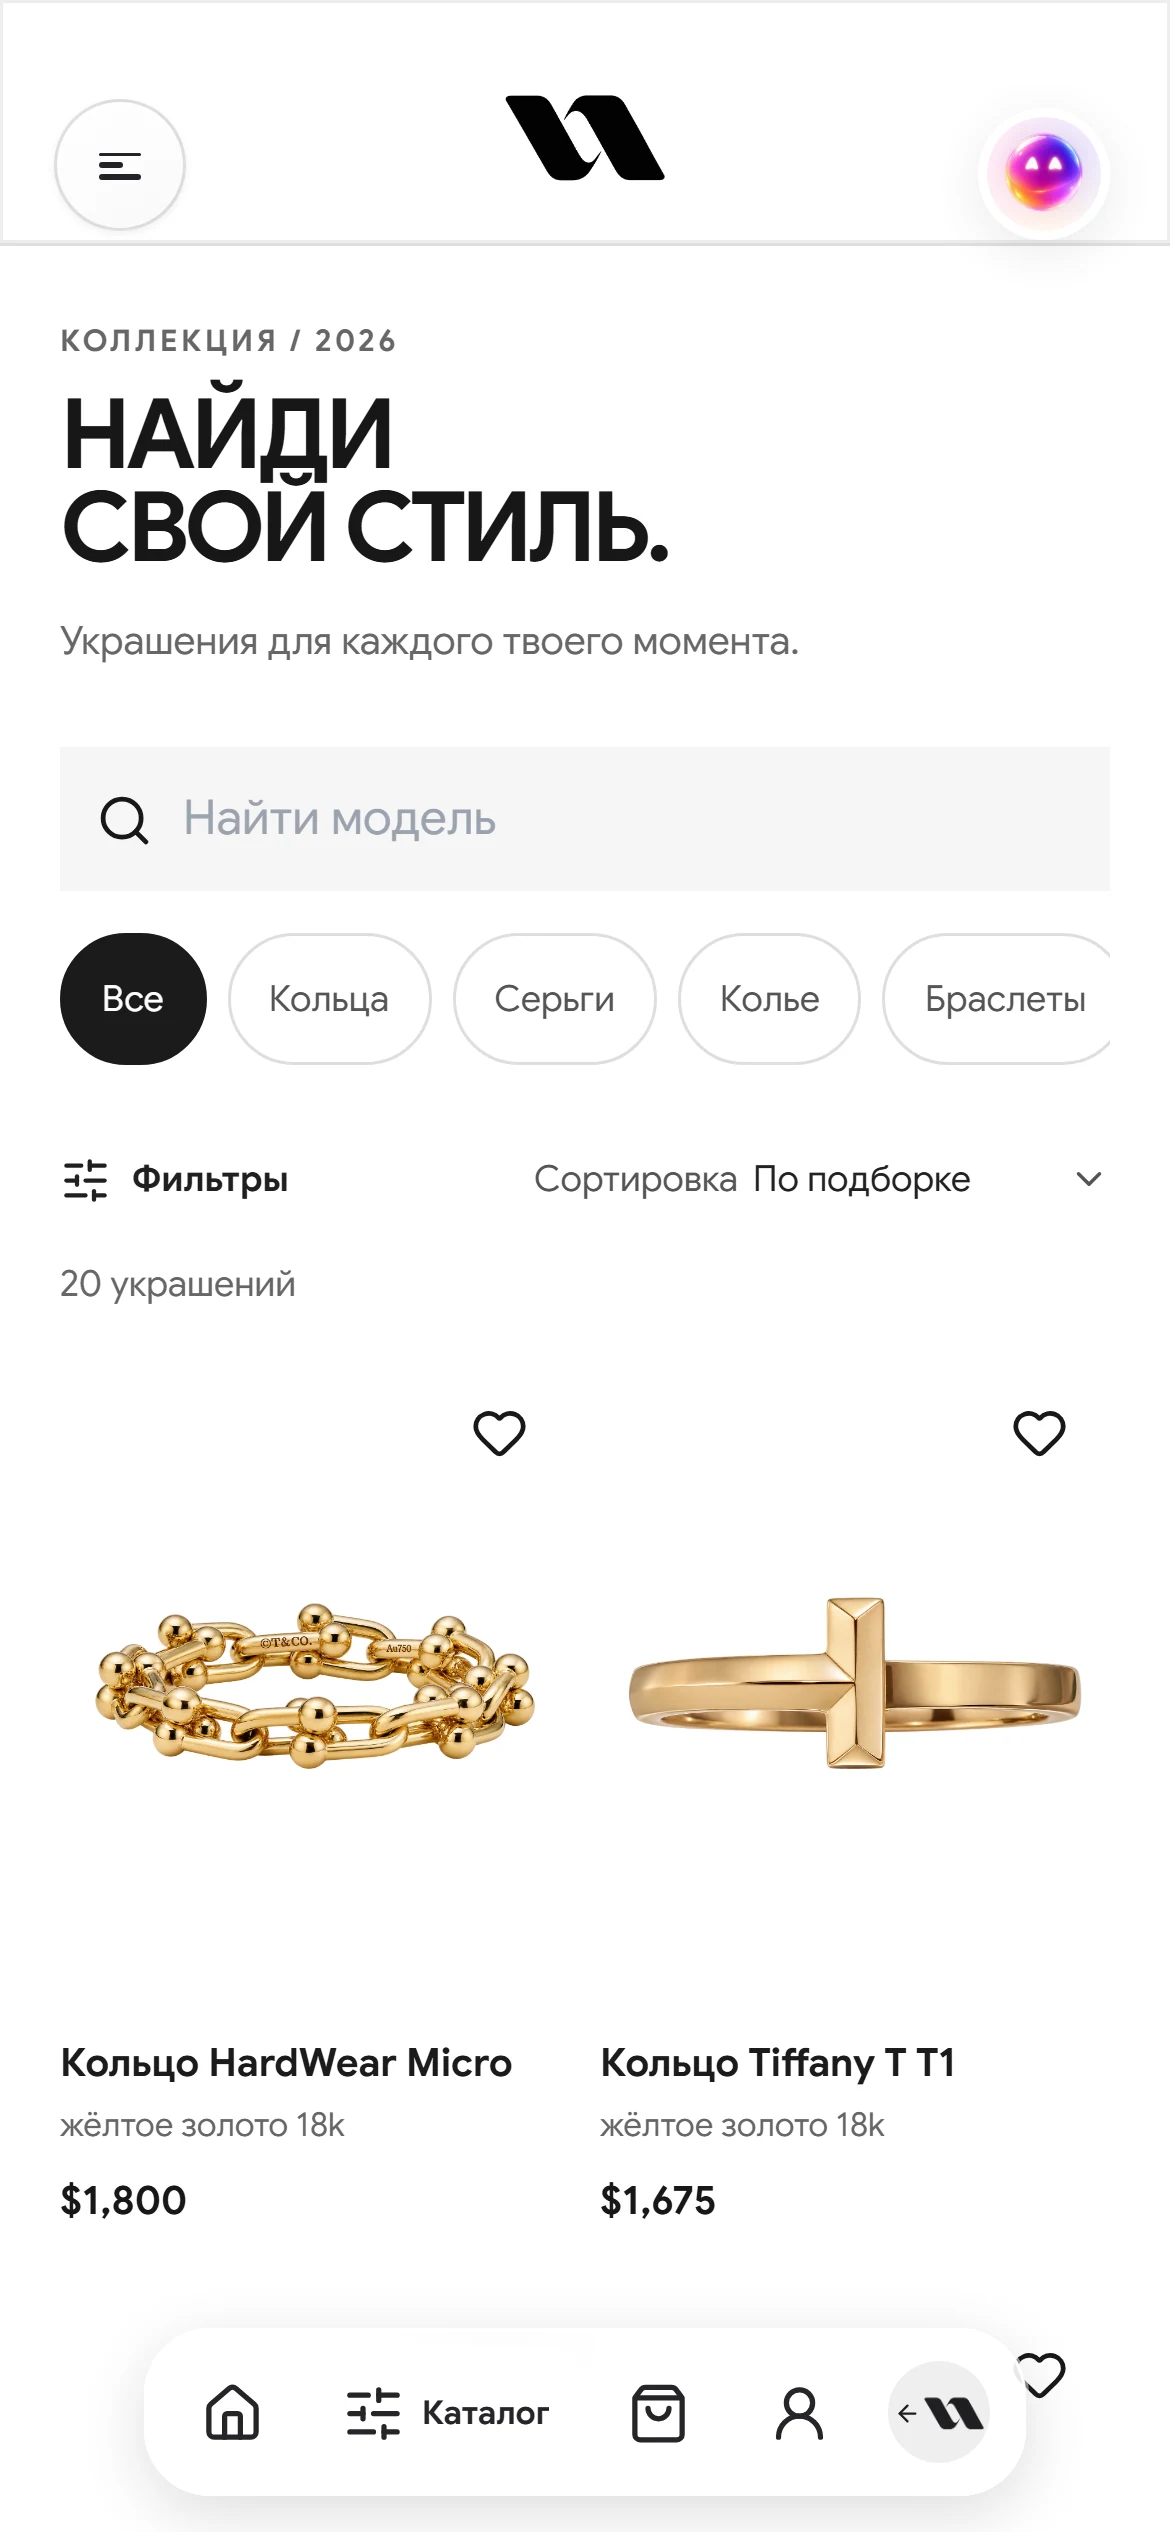 КОЛЛЕКЦИЯ / 2026
НАЙДИ
СВОЙ СТИЛЬ.
Украшения для каждого твоего момента.
Найти модель
Все
Кольца
Серьги
Колье
Браслеты
Фильтры
Сортировка По подборке
20 украшений
©T&CO.
Au750
Кольцо HardWear Micro
жёлтое золото 18k
$1,800
Кольцо Tiffany T T1
жёлтое золото 18k
$1,675
Каталог